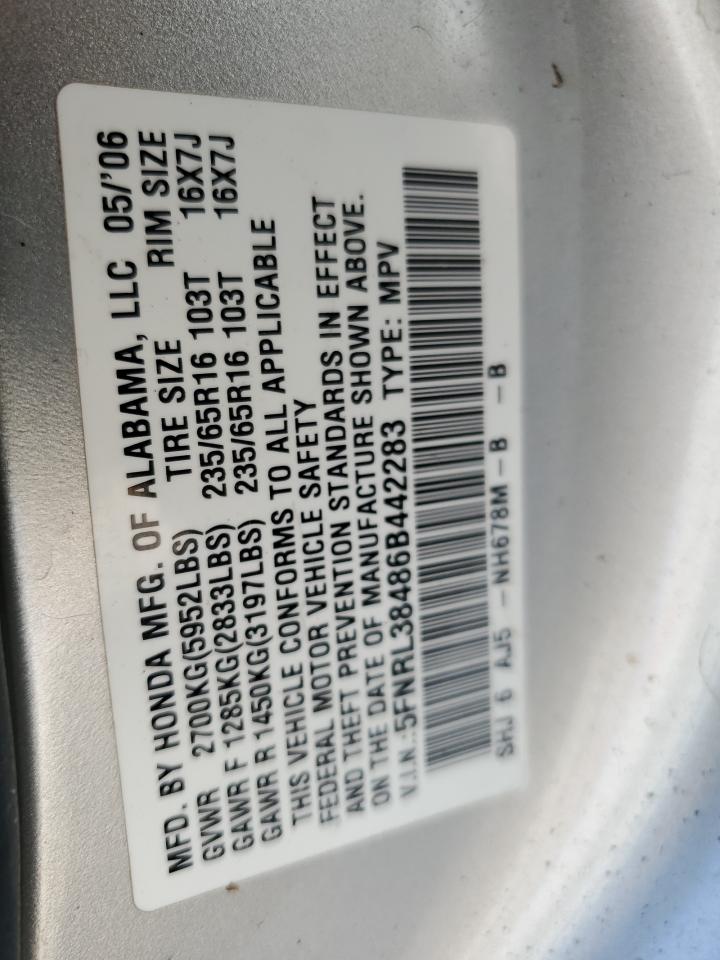 MFD. BY HONDA MFG. OF ALABAMA, LLC 05/'06
GVWR 2700KG(5952LBS) TIRE SIZE RIM SIZE
GAWR F 1285KG(2833LBS) 235/65R16 103T 16X7J
GAWR R 1450KG(3197LBS) 235/65R16 103T 16X7J
THIS VEHICLE CONFORMS TO ALL APPLICABLE
FEDERAL MOTOR VEHICLE SAFETY
AND THEFT PREVENTION STANDARDS IN EFFECT
ON THE DATE OF MANUFACTURE SHOWN ABOVE.
V.I.N.:5FNRL38486B442283 TYPE: MPV
SHJ 6 AJ5 -NH678M-B -B